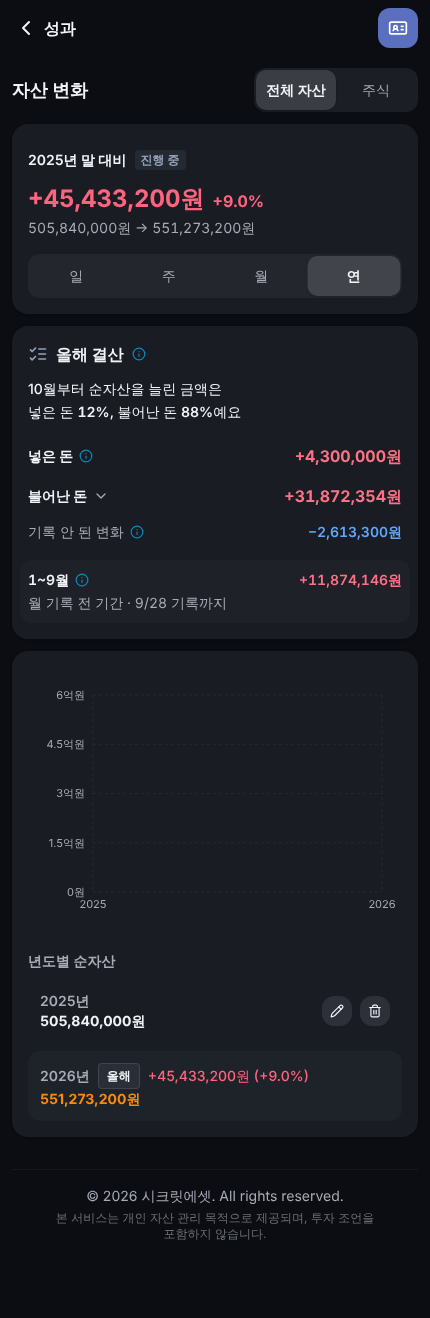 성과
자산 변화
전체 자산
주식
2025년 말 대비 진행 중
+45,433,200원 +9.0%
505,840,000원 → 551,273,200원
일 주 월 연
올해 결산
10월부터 순자산을 늘린 금액은
넣은 돈 12%, 불어난 돈 88%예요
넣은 돈 +4,300,000원
불어난 돈 +31,872,354원
기록 안 된 변화 −2,613,300원
1~9월 +11,874,146원
월 기록 전 기간 · 9/28 기록까지
6억원
4.5억원
3억원
1.5억원
0원
2025 2026
년도별 순자산
2025년
505,840,000원
2026년 올해 +45,433,200원 (+9.0%)
551,273,200원
© 2026 시크릿에셋. All rights reserved.
본 서비스는 개인 자산 관리 목적으로 제공되며, 투자 조언을
포함하지 않습니다.